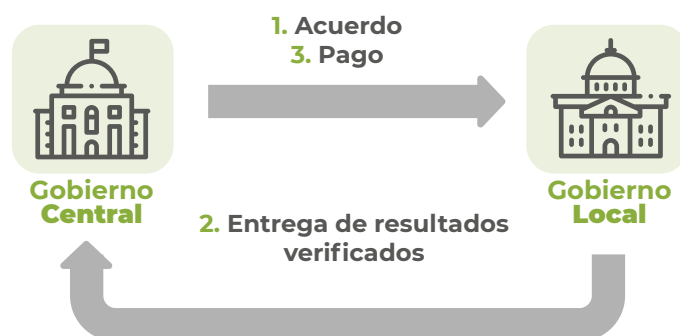 1. Acuerdo
3. Pago
Gobierno
Central
Gobierno
Local
2. Entrega de resultados
verificados